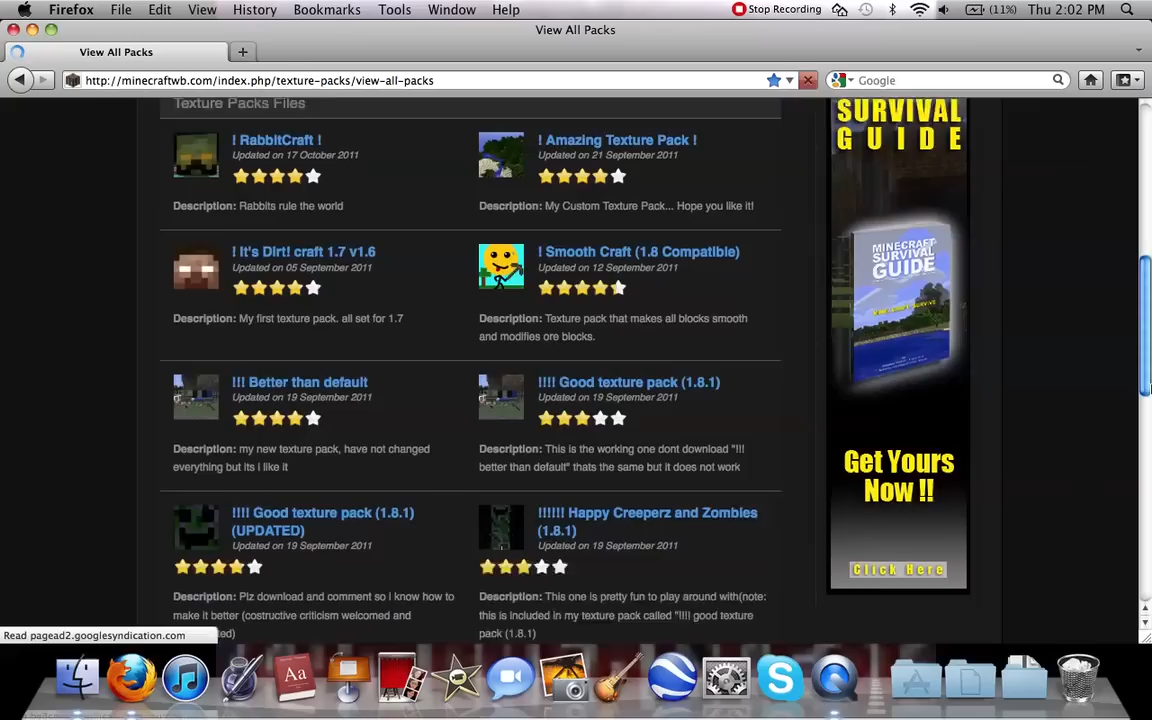 Firefox File Edit View History Bookmarks Tools Window Help Stop Recording (11%) Thu 2:02 PM
View All Packs
View All Packs
http://minecraftwb.com/index.php/texture-packs/view-all-packs
Google
Texture Packs Files
! RabbitCraft !
Updated on 17 October 2011
Description: Rabbits rule the world
! Amazing Texture Pack !
Updated on 21 September 2011
Description: My Custom Texture Pack... Hope you like it!
! It's Dirt! craft 1.7 v1.6
Updated on 05 September 2011
Description: My first texture pack. all set for 1.7
! Smooth Craft (1.8 Compatible)
Updated on 12 September 2011
Description: Texture pack that makes all blocks smooth
and modifies ore blocks.
!!! Better than default
Updated on 19 September 2011
Description: my new texture pack, have not changed
everything but its i like it
!!!! Good texture pack (1.8.1)
Updated on 19 September 2011
Description: This is the working one dont download "!!!
better than default" thats the same but it does not work
!!!! Good texture pack (1.8.1)
(UPDATED)
Updated on 19 September 2011
Description: Plz download and comment so i know how to
make it better (costructive criticism welcomed and
!!!!!! Happy Creeperz and Zombies
(1.8.1)
Updated on 19 September 2011
Description: This one is pretty fun to play around with(note:
this is included in my texture pack called "!!!! good texture
pack (1.8.1)
SURVIVAL
GUIDE
MINECRAFT
SURVIVAL
GUIDE
Get Yours
Now !!
Click Here
Read pagead2.googlesyndication.com
Aa